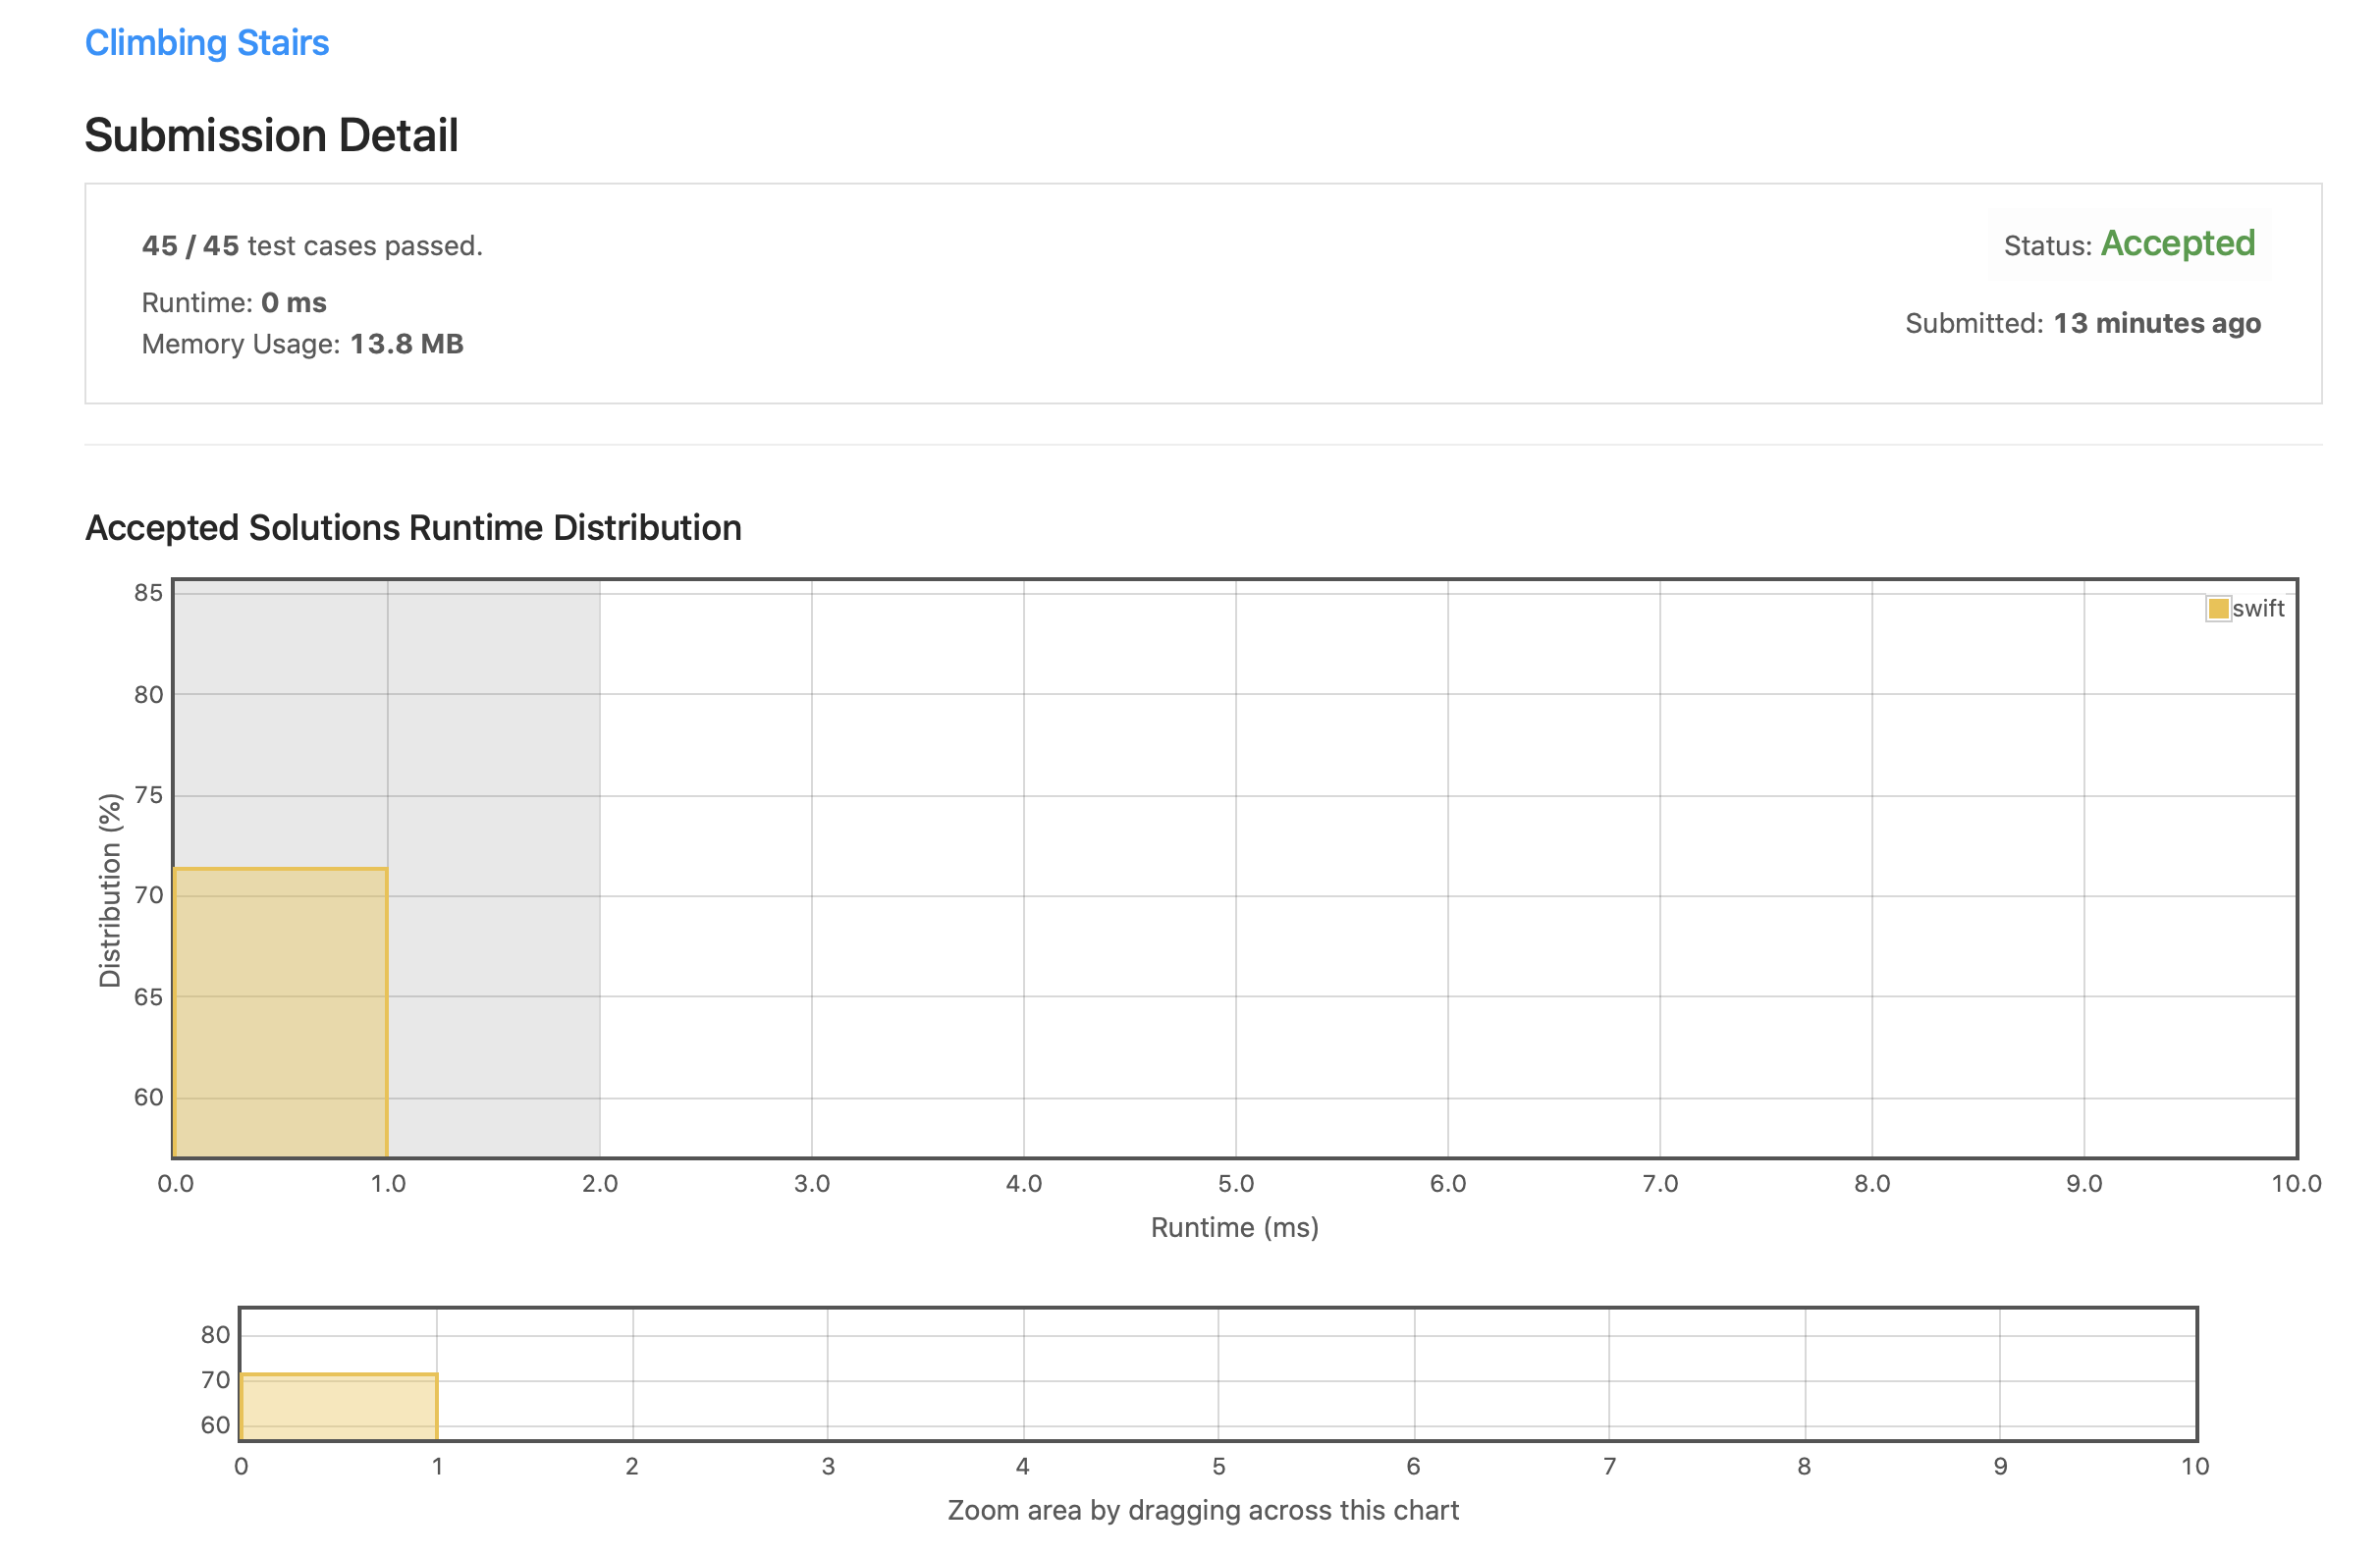 Climbing Stairs
Submission Detail
45 / 45 test cases passed.
Status: Accepted
Runtime: 0 ms
Submitted: 13 minutes ago
Memory Usage: 13.8 MB
Accepted Solutions Runtime Distribution
85
swift
80
75
70
65
60
Distribution (%)
0.0 1.0 2.0 3.0 4.0 5.0 6.0 7.0 8.0 9.0 10.0
Runtime (ms)
80
70
60
0 1 2 3 4 5 6 7 8 9 10
Zoom area by dragging across this chart